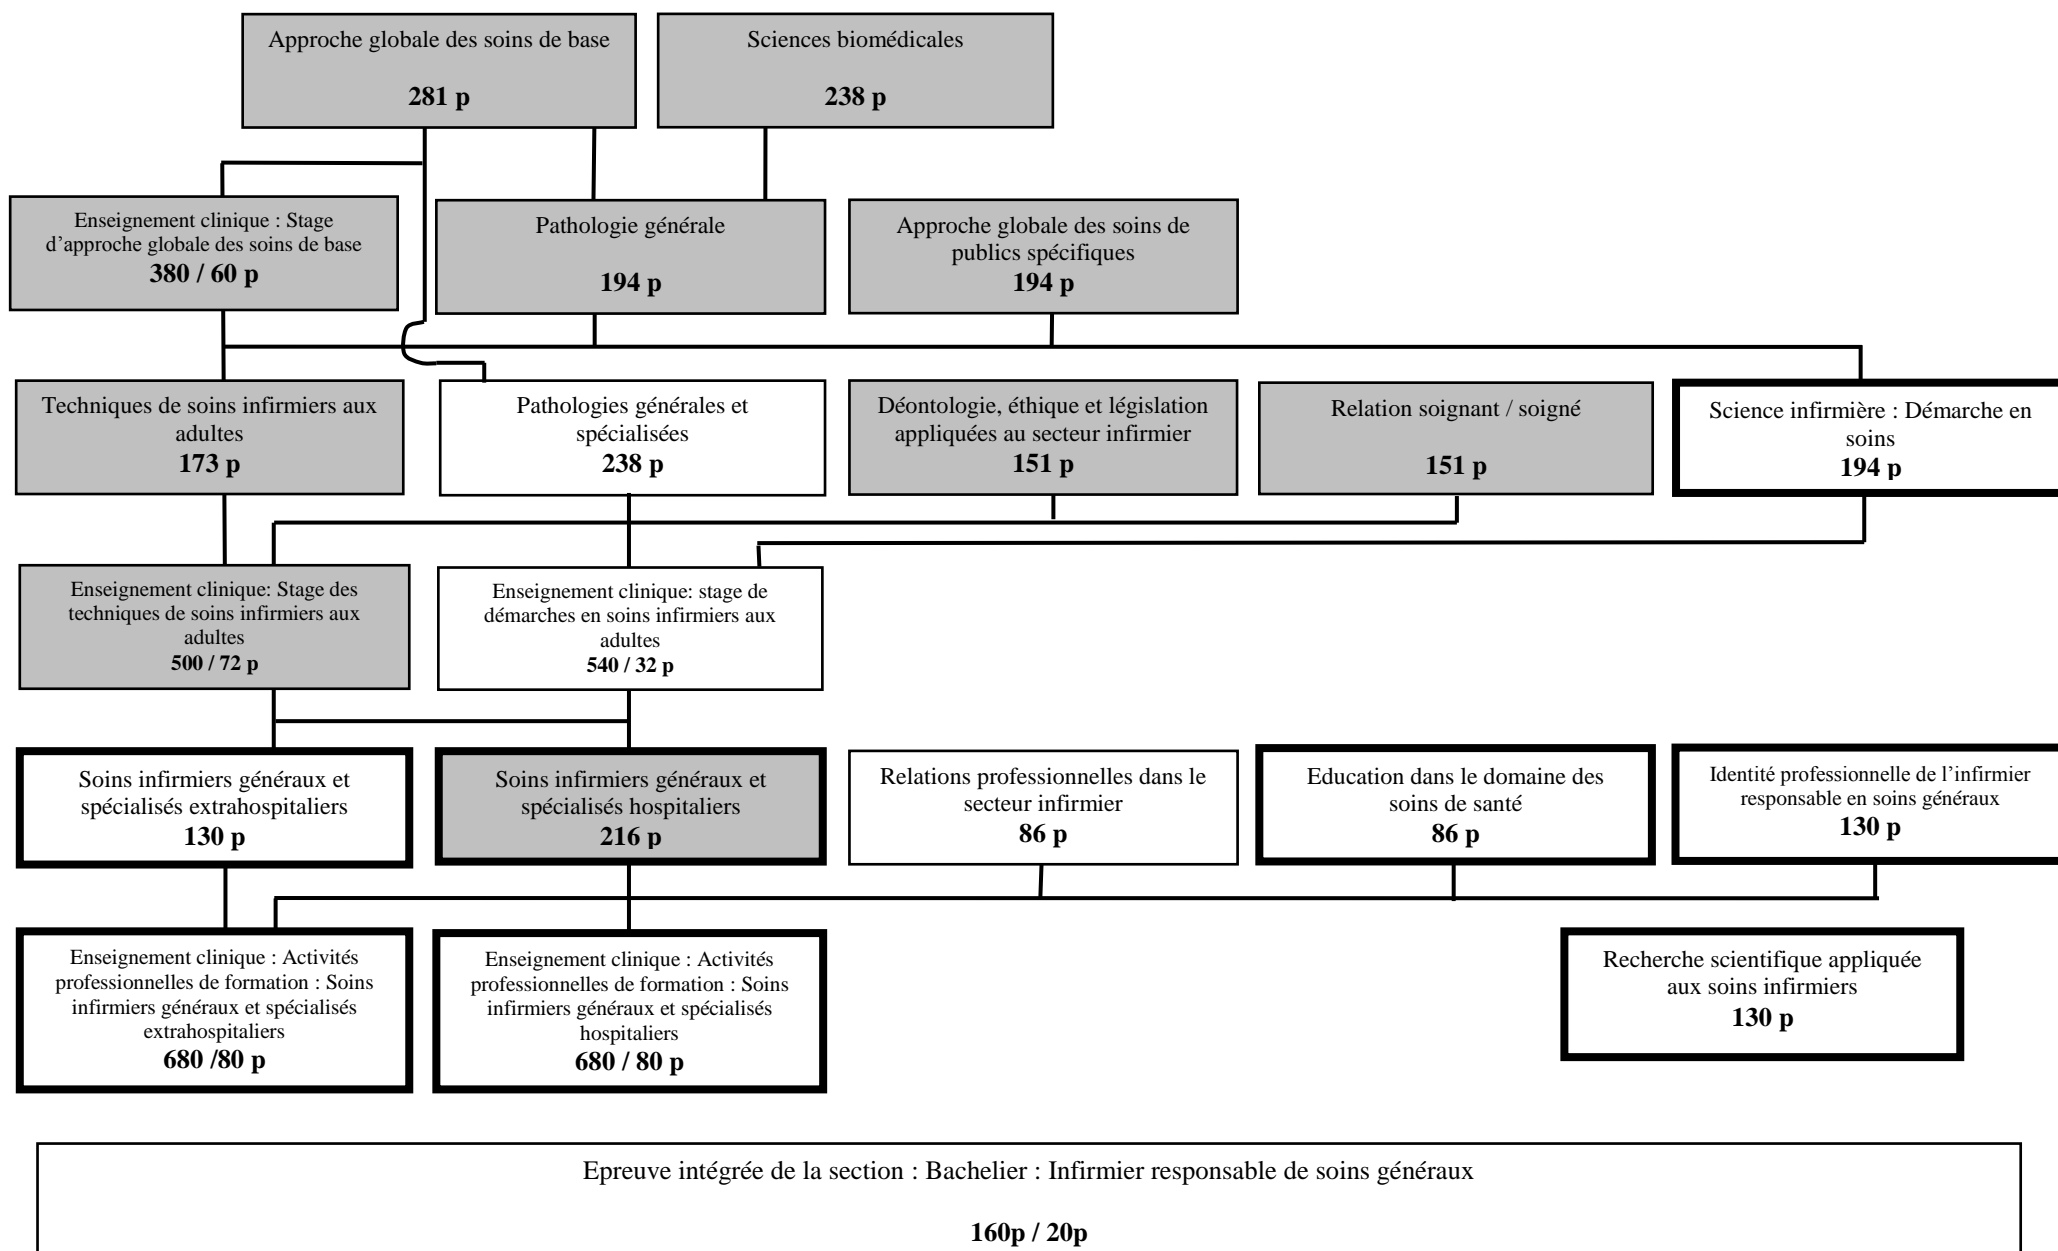 Approche globale des soins de base
281 p
Sciences biomédicales
238 p
Enseignement clinique : Stage
d’approche globale des soins de base
380 / 60 p
Pathologie générale
194 p
Approche globale des soins de
publics spécifiques
194 p
Techniques de soins infirmiers aux
adultes
173 p
Pathologies générales et
spécialisées
238 p
Déontologie, éthique et législation
appliquées au secteur infirmier
151 p
Relation soignant / soigné
151 p
Science infirmière : Démarche en
soins
194 p
Enseignement clinique: Stage des
techniques de soins infirmiers aux
adultes
500 / 72 p
Enseignement clinique: stage de
démarches en soins infirmiers aux
adultes
540 / 32 p
Soins infirmiers généraux et
spécialisés extrahospitaliers
130 p
Soins infirmiers généraux et
spécialisés hospitaliers
216 p
Relations professionnelles dans le
secteur infirmier
86 p
Education dans le domaine des
soins de santé
86 p
Identité professionnelle de l’infirmier
responsable en soins généraux
130 p
Enseignement clinique : Activités
professionnelles de formation : Soins
infirmiers généraux et spécialisés
extrahospitaliers
680 /80 p
Enseignement clinique : Activités
professionnelles de formation : Soins
infirmiers généraux et spécialisés
hospitaliers
680 / 80 p
Recherche scientifique appliquée
aux soins infirmiers
130 p
Epreuve intégrée de la section : Bachelier : Infirmier responsable de soins généraux
160p / 20p